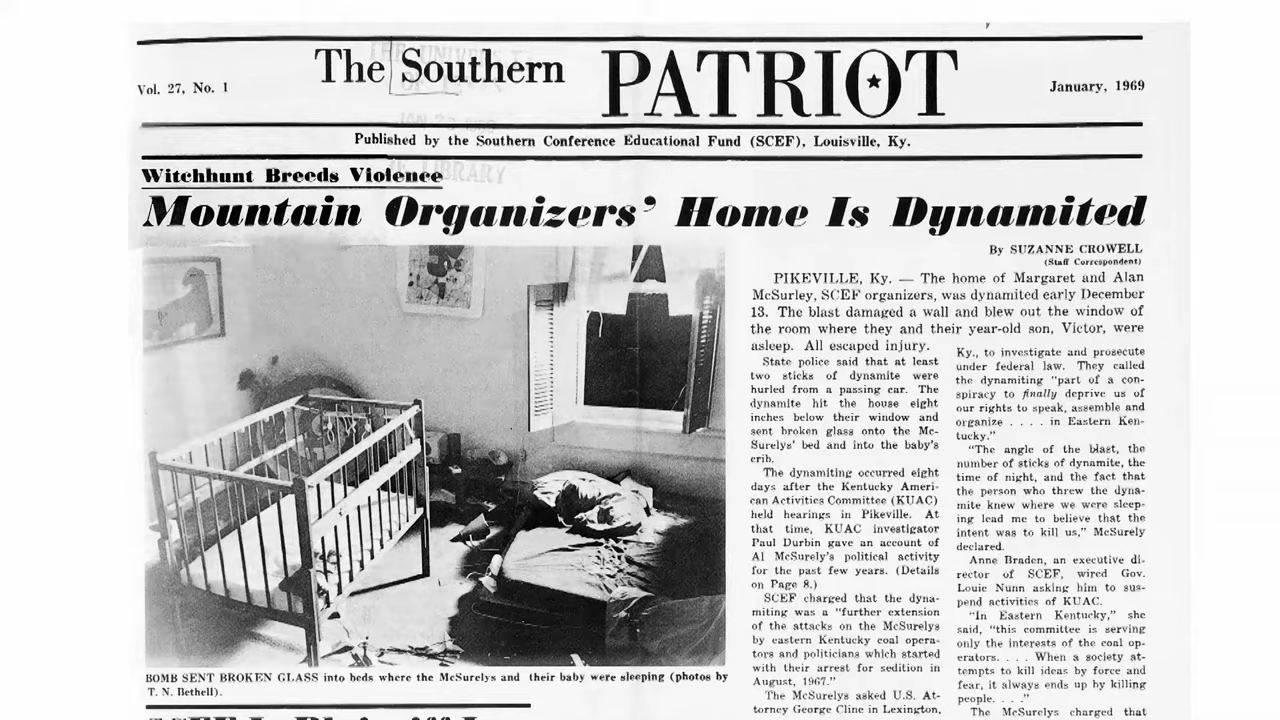 Vol. 27, No. 1
The Southern PATRIOT
January, 1969
Published by the Southern Conference Educational Fund (SCEF), Louisville, Ky.
Witchhunt Breeds Violence
Mountain Organizers' Home Is Dynamited
By SUZANNE CROWELL
(Staff Correspondent)
PIKEVILLE, Ky. — The home of Margaret and Alan
McSurley, SCEF organizers, was dynamited early December
13. The blast damaged a wall and blew out the window of
the room where they and their year-old son, Victor, were
asleep. All escaped injury.
State police said that at least
two sticks of dynamite were
hurled from a passing car. The
dynamite hit the house eight
inches below their window and
sent broken glass onto the Mc-
Surelys' bed and into the baby's
crib.
The dynamiting occurred eight
days after the Kentucky Ameri-
can Activities Committee (KUAC)
held hearings in Pikeville. At
that time, KUAC investigator
Paul Durbin gave an account of
Al McSurely's political activity
for the past few years. (Details
on Page 8.)
SCEF charged that the dyna-
miting was a "further extension
of the attacks on the McSurelys
by eastern Kentucky coal opera-
tors and politicians which started
with their arrest for sedition in
August, 1967."
The McSurelys asked U.S. At-
torney George Cline in Lexington,
Ky., to investigate and prosecute
under federal law. They called
the dynamiting "part of a con-
spiracy to finally deprive us of
our rights to speak, assemble and
organize . . . . in Eastern Ken-
tucky."
"The angle of the blast, the
number of sticks of dynamite, the
time of night, and the fact that
the person who threw the dyna-
mite knew where we were sleep-
ing lead me to believe that the
intent was to kill us," McSurely
declared.
Anne Braden, an executive di-
rector of SCEF, wired Gov.
Louie Nunn asking him to sus-
pend activities of KUAC.
"In Eastern Kentucky," she
said, "this committee is serving
only the interests of the coal op-
erators. . . . When a society at-
tempts to kill ideas by force and
fear, it always ends up by killing
people. . . ."
The McSurelys charged that
BOMB SENT BROKEN GLASS into beds where the McSurelys and their baby were sleeping (photos by
T. N. Bethell).